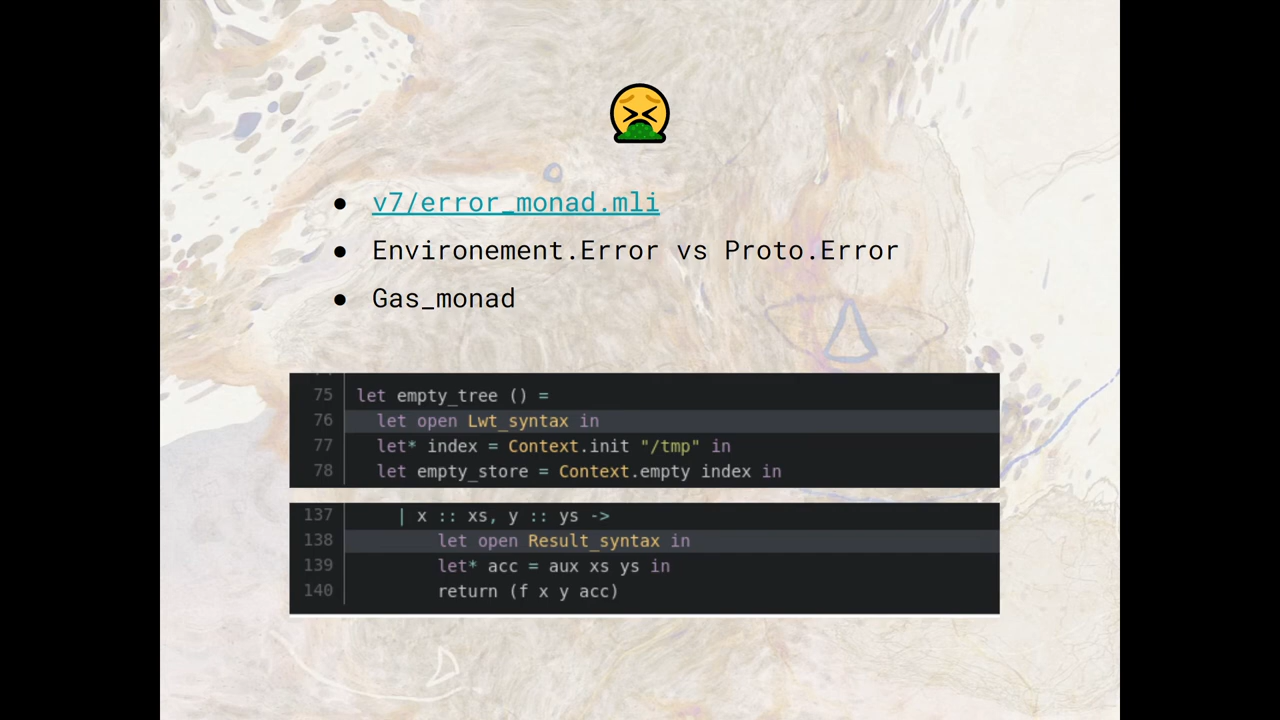 v7/error_monad.mli
Environement.Error vs Proto.Error
Gas_monad
75 let empty_tree () =
76 let open Lwt_syntax in
77 let* index = Context.init "/tmp" in
78 let empty_store = Context.empty index in
137 | x :: xs, y :: ys ->
138 let open Result_syntax in
139 let* acc = aux xs ys in
140 return (f x y acc)